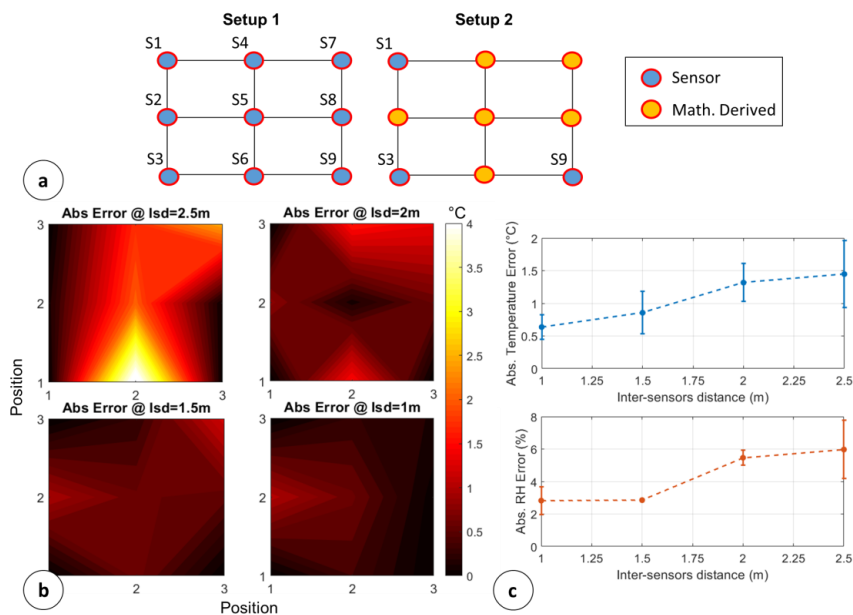 Setup 1
Setup 2
S1 S4 S7 S1
Sensor
S2 S5 S8
Math. Derived
S3 S6 S9 S3 S9
a
Abs Error @ Isd=2.5m
Abs Error @ Isd=2m
°C
3
2
1
1 2 3
3
2
1
1 2 3
Abs Error @ Isd=1.5m
Abs Error @ Isd=1m
3
2
1
2 3
3
2
1
1 2 3
4
3.5
3
2.5
2
1.5
1
0.5
0
Position
Position
b
2
1.5
1
0.5
0
1 1.25 1.5 1.75 2 2.25 2.5
Abs. Temperature Error (°C)
Inter-sensors distance (m)
8
6
4
2
0
1 1.25 1.5 1.75 2 2.25 2.5
Abs. RH Error (%)
Inter-sensors distance (m)
c